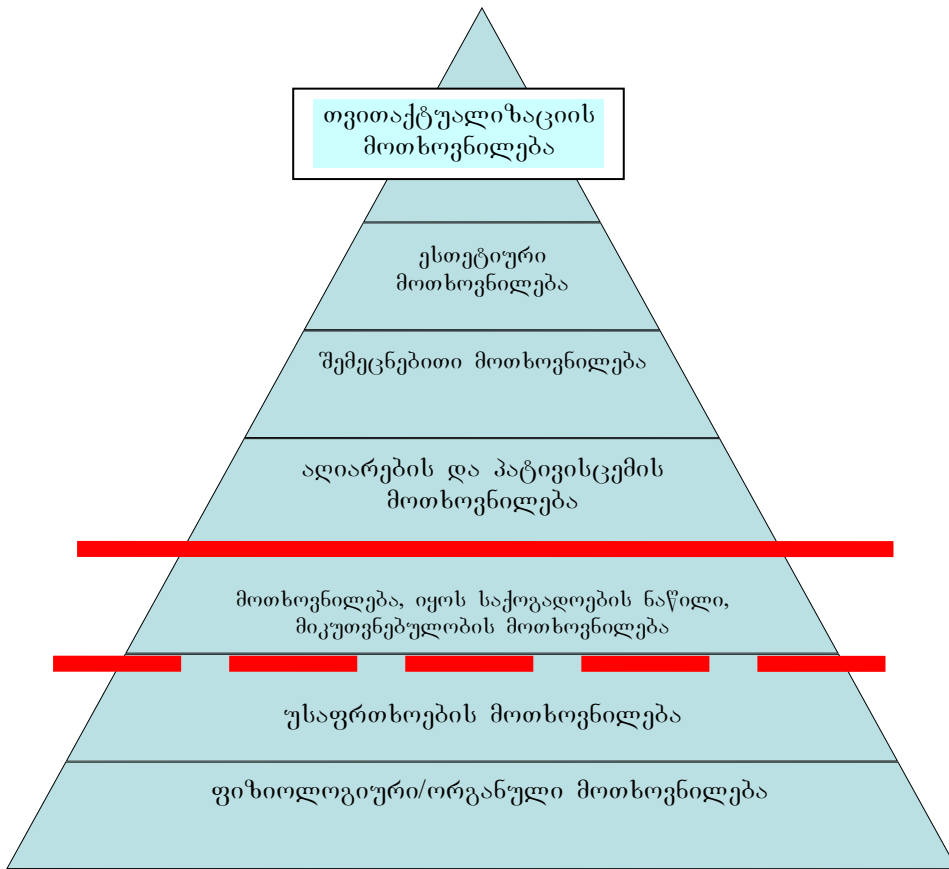 თვითაქტუალიზაციის
მოთხოვნილება
ესთეტიური
მოთხოვნილება
შემეცნებითი მოთხოვნილება
აღიარების და პატივისცემის
მოთხოვნილება
მოთხოვნილება, იყოს საქოგადოების ნაწილი,
მიკუთვნებულობის მოთხოვნილება
უსაფრთხოების მოთხოვნილება
ფიზიოლოგიური/ორგანული მოთხოვნილება